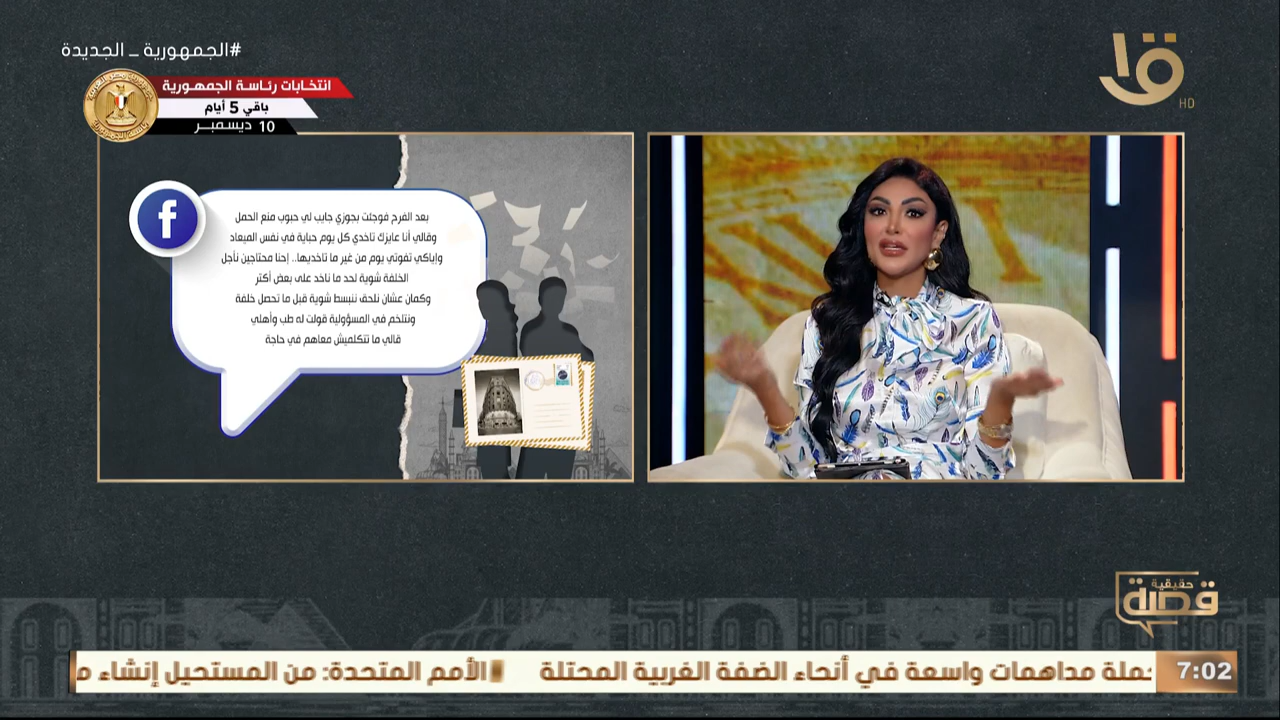 #الجمهورية _ الجديدة
انتخابات رئاسة الجمهورية
باقي 5 أيام
10 ديسمبر
HD
بعد الفرح فوجئت بجوزي جايب لي حبوب منع الحمل
وقالي أنا عايزك تاخدي كل يوم حباية في نفس الميعاد
وإياكي تفوتي يوم من غير ما تاخديها.. إحنا محتاجين نأجل
الخلفة شوية لحد ما ناخد على بعض أكتر
وكمان عشان نلحق نتبسط شوية قبل ما تحصل خلفة
ونتلخم في المسؤولية قولت له طب وأهلي
قالي ما تتكلميش معاهم في حاجة
قصة
حقيقية
7:02
حملة مداهمات واسعة في أنحاء الضفة الغربية المحتلة
الأمم المتحدة: من المستحيل إنشاء